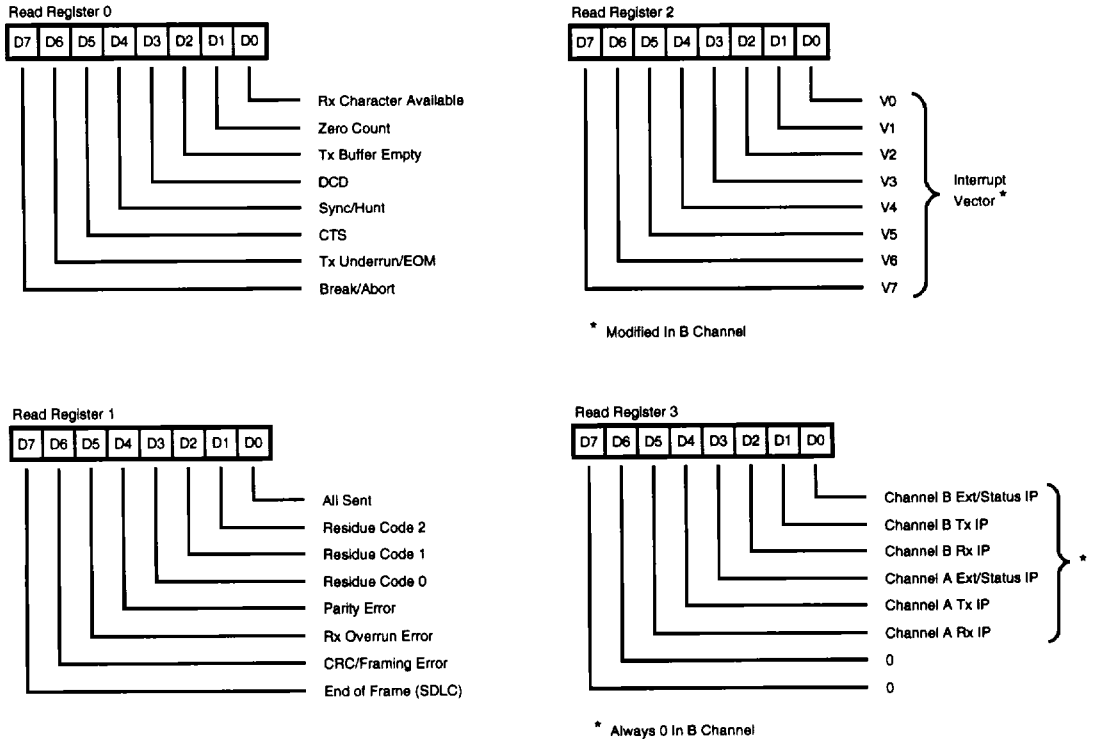 Read Register 0
D7 D6 D5 D4 D3 D2 D1 D0
Rx Character Available
Zero Count
Tx Buffer Empty
DCD
Sync/Hunt
CTS
Tx Underrun/EOM
Break/Abort
Read Register 2
D7 D6 D5 D4 D3 D2 D1 D0
V0
V1
V2
V3
V4
V5
V6
V7
Interrupt
Vector *
* Modified In B Channel
Read Register 1
D7 D6 D5 D4 D3 D2 D1 D0
All Sent
Residue Code 2
Residue Code 1
Residue Code 0
Parity Error
Rx Overrun Error
CRC/Framing Error
End of Frame (SDLC)
Read Register 3
D7 D6 D5 D4 D3 D2 D1 D0
Channel B Ext/Status IP
Channel B Tx IP
Channel B Rx IP
Channel A Ext/Status IP
Channel A Tx IP
Channel A Rx IP
0
0
*
* Always 0 In B Channel